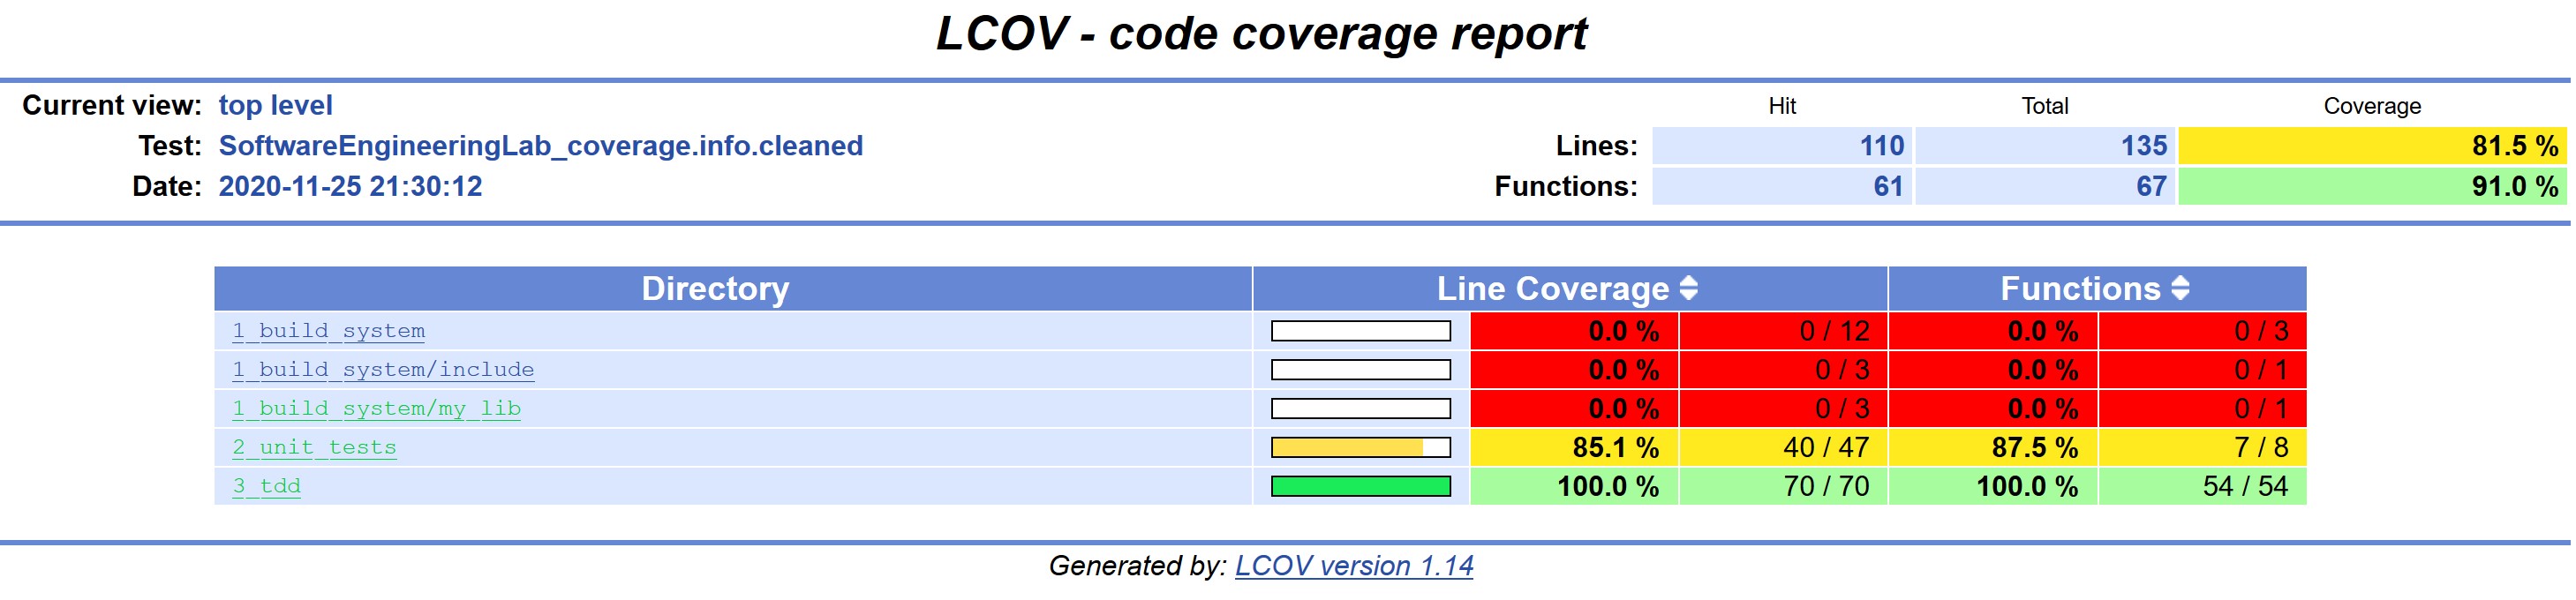 LCOV - code coverage report
Current view: top level
Hit Total Coverage
Test: SoftwareEngineeringLab_coverage.info.cleaned
Lines: 110 135 81.5 %
Date: 2020-11-25 21:30:12
Functions: 61 67 91.0 %
Directory Line Coverage Functions
1_build_system 0.0 % 0 / 12 0.0 % 0 / 3
1_build_system/include 0.0 % 0 / 3 0.0 % 0 / 1
1_build_system/my_lib 0.0 % 0 / 3 0.0 % 0 / 1
2_unit_tests 85.1 % 40 / 47 87.5 % 7 / 8
3_tdd 100.0 % 70 / 70 100.0 % 54 / 54
Generated by: LCOV version 1.14